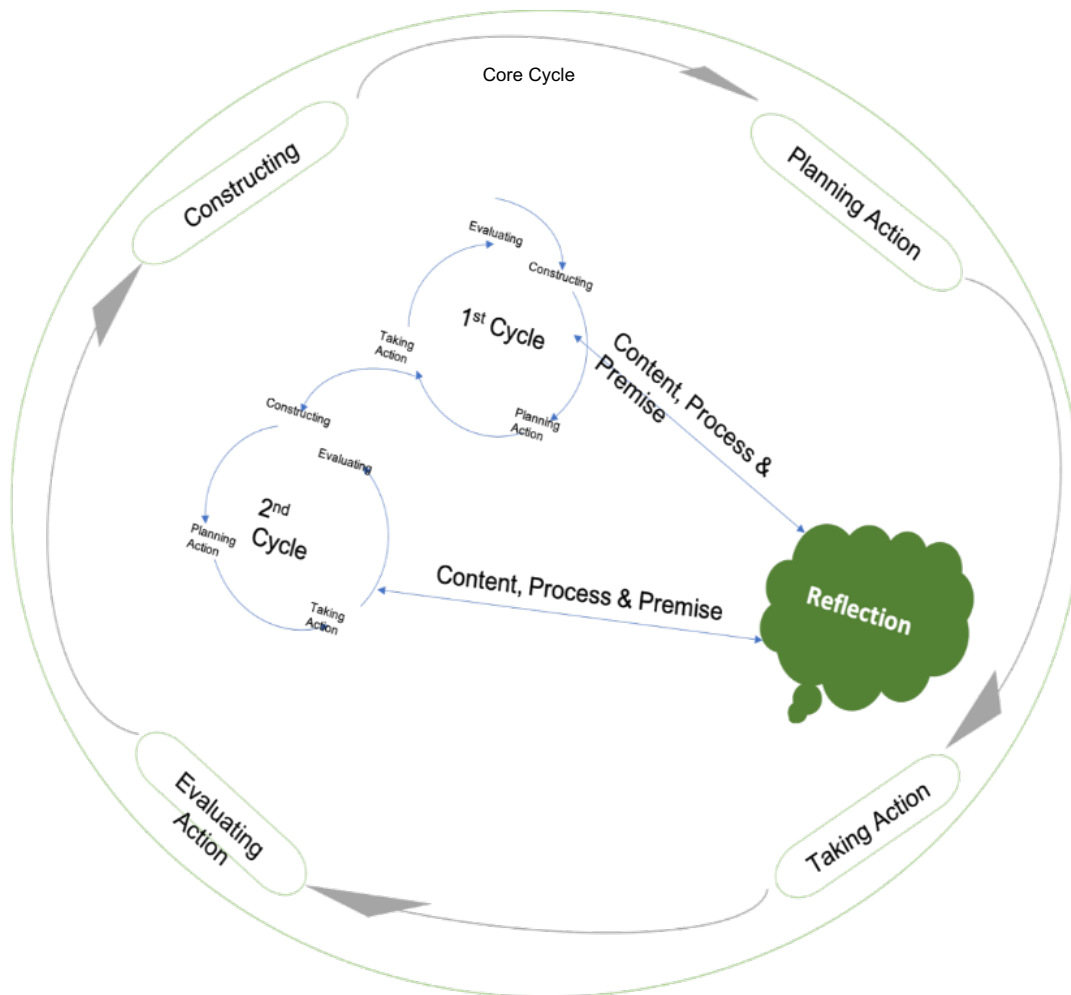 Core Cycle
Constructing
Planning Action
Evaluating
Constructing
1st Cycle
Taking
Action
Planning
Action
Content, Process &
Premise
Constructing
Evaluating
2nd
Cycle
Planning
Action
Taking
Action
Content, Process & Premise
Reflection
Evaluating
Action
Taking Action